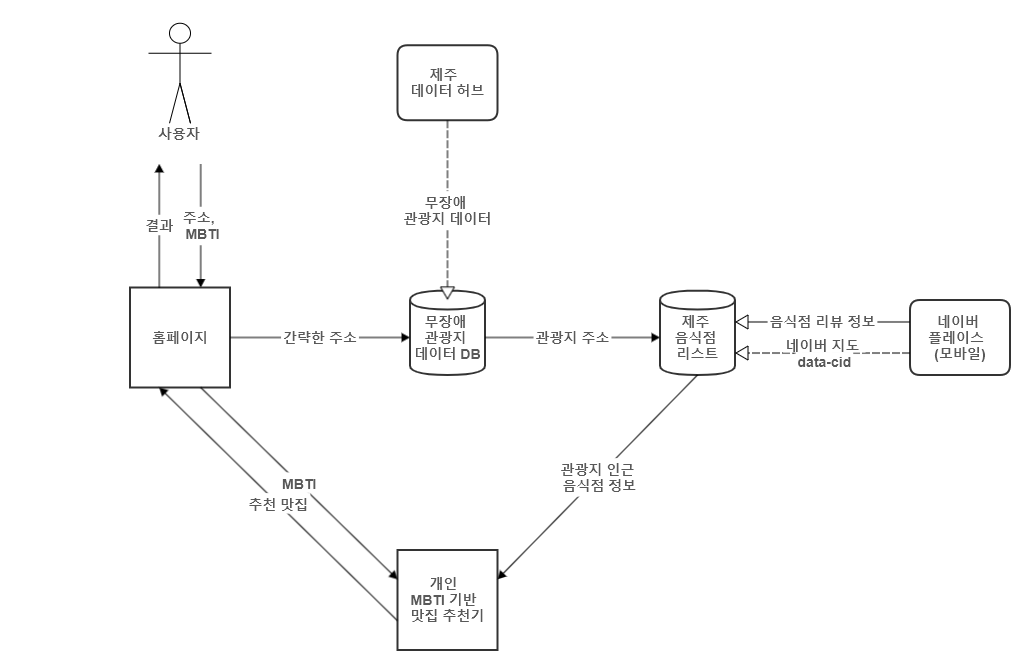 사용자
제주
데이터 허브
무장애
관광지 데이터
결과
주소,
MBTI
홈페이지
간략한 주소
무장애
관광지
데이터 DB
관광지 주소
제주
음식점
리스트
음식점 리뷰 정보
네이버 지도
data-cid
네이버
플레이스
(모바일)
관광지 인근
음식점 정보
MBTI
추천 맛집
개인
MBTI 기반
맛집 추천기